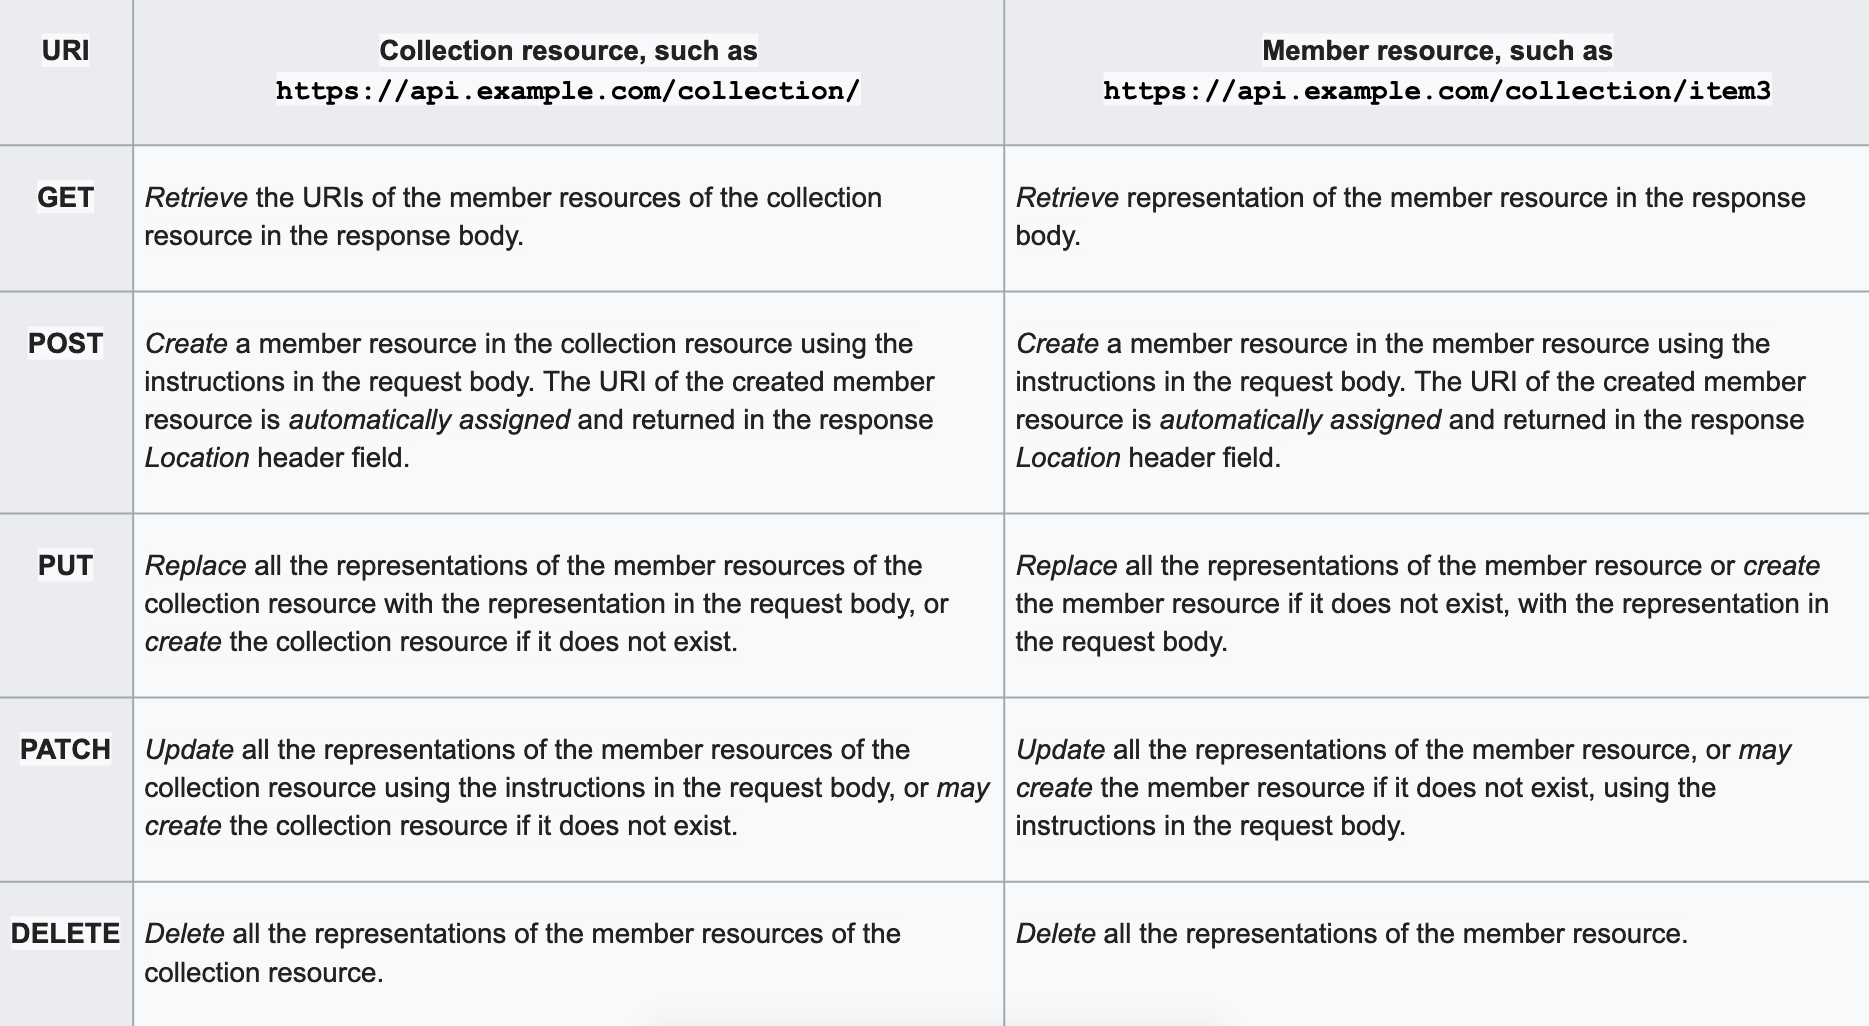 URI
Collection resource, such as
https://api.example.com/collection/
Member resource, such as
https://api.example.com/collection/item3
GET
Retrieve the URIs of the member resources of the collection
resource in the response body.
Retrieve representation of the member resource in the response
body.
POST
Create a member resource in the collection resource using the
instructions in the request body. The URI of the created member
resource is automatically assigned and returned in the response
Location header field.
Create a member resource in the member resource using the
instructions in the request body. The URI of the created member
resource is automatically assigned and returned in the response
Location header field.
PUT
Replace all the representations of the member resources of the
collection resource with the representation in the request body, or
create the collection resource if it does not exist.
Replace all the representations of the member resource or create
the member resource if it does not exist, with the representation in
the request body.
PATCH
Update all the representations of the member resources of the
collection resource using the instructions in the request body, or may
create the collection resource if it does not exist.
Update all the representations of the member resource, or may
create the member resource if it does not exist, using the
instructions in the request body.
DELETE
Delete all the representations of the member resources of the
collection resource.
Delete all the representations of the member resource.